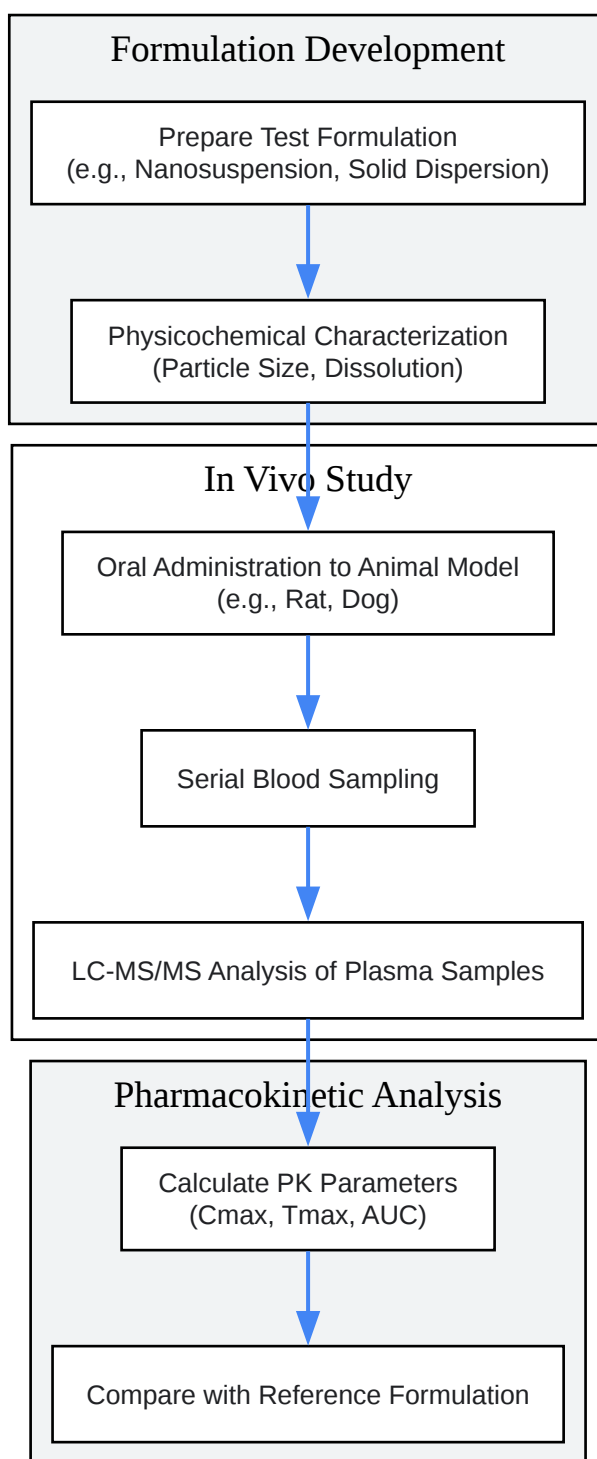 Formulation Development
Prepare Test Formulation
(e.g., Nanosuspension, Solid Dispersion)
Physicochemical Characterization
(Particle Size, Dissolution)
In Vivo Study
Oral Administration to Animal Model
(e.g., Rat, Dog)
Serial Blood Sampling
LC-MS/MS Analysis of Plasma Samples
Pharmacokinetic Analysis
Calculate PK Parameters
(Cmax, Tmax, AUC)
Compare with Reference Formulation